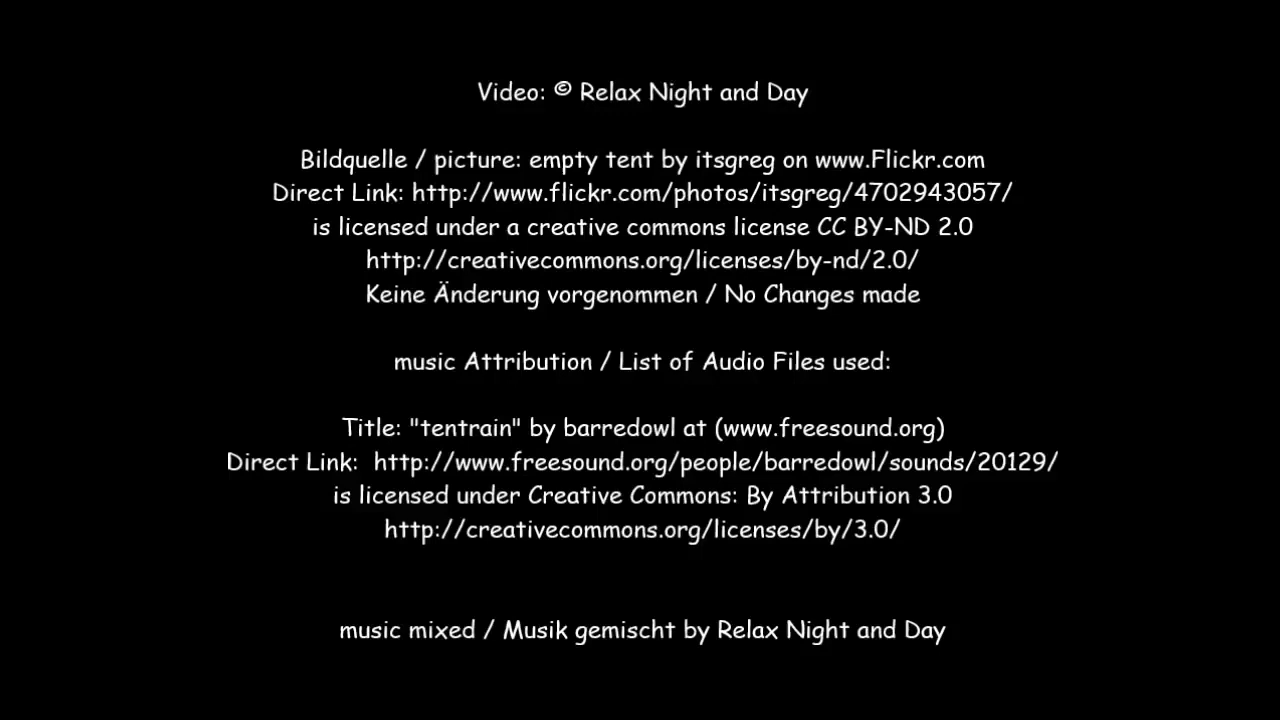 Video: © Relax Night and Day
Bildquelle / picture: empty tent by itsgreg on www.Flickr.com
Direct Link: http://www.flickr.com/photos/itsgreg/4702943057/
is licensed under a creative commons license CC BY-ND 2.0
http://creativecommons.org/licenses/by-nd/2.0/
Keine Änderung vorgenommen / No Changes made
music Attribution / List of Audio Files used:
Title: "tentrain" by barredowl at (www.freesound.org)
Direct Link:  http://www.freesound.org/people/barredowl/sounds/20129/
is licensed under Creative Commons: By Attribution 3.0
http://creativecommons.org/licenses/by/3.0/
music mixed / Musik gemischt by Relax Night and Day